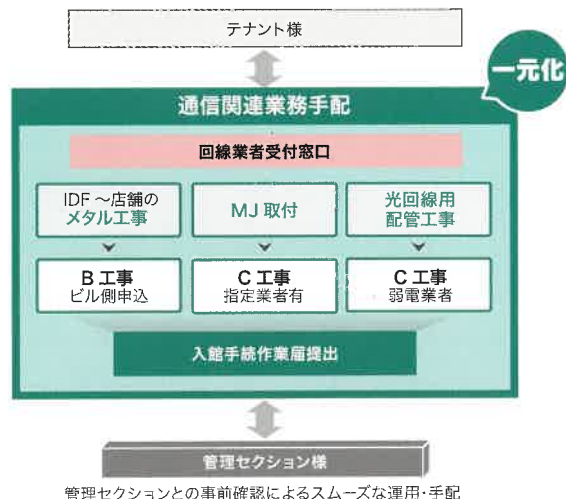 テナント様
一元化
通信関連業務手配
回線業者受付窓口
IDF～店舗の
メタル工事
MJ取付
光回線用
配管工事
B工事
ビル側申込
C工事
指定業者有
C工事
弱電業者
入館手続作業届提出
管理セクション様
管理セクションとの事前確認によるスムーズな運用・手配